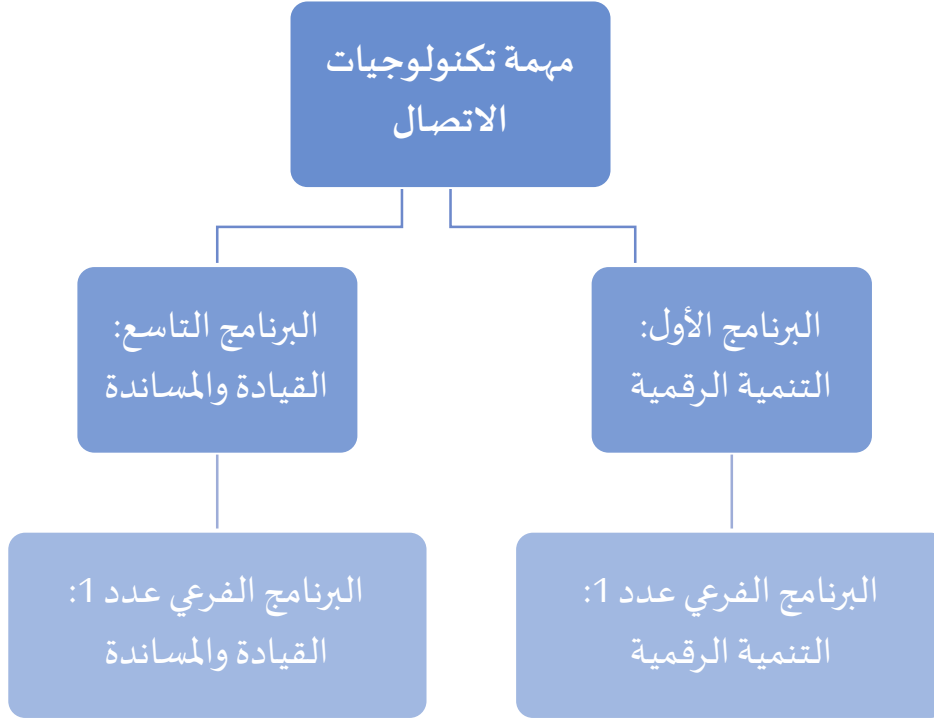 مهمة تكنولوجيات
الاتصال
البرنامج الأول:
التنمية الرقمية
البرنامج التاسع:
القيادة والمساندة
البرنامج الفرعي عدد 1:
التنمية الرقمية
البرنامج الفرعي عدد 1:
القيادة والمساندة